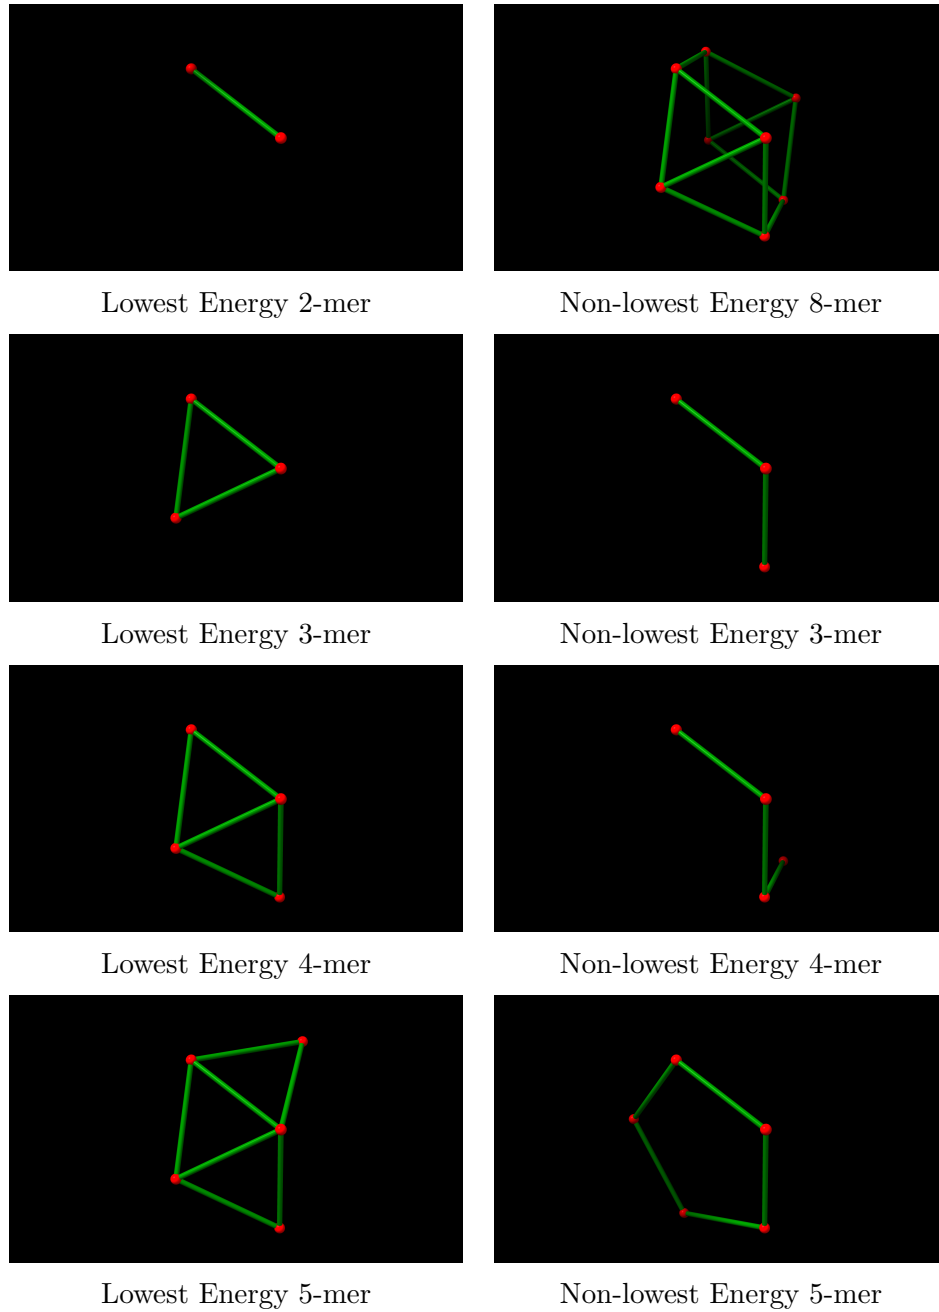 Lowest Energy 2-mer
Non-lowest Energy 8-mer
Lowest Energy 3-mer
Non-lowest Energy 3-mer
Lowest Energy 4-mer
Non-lowest Energy 4-mer
Lowest Energy 5-mer
Non-lowest Energy 5-mer